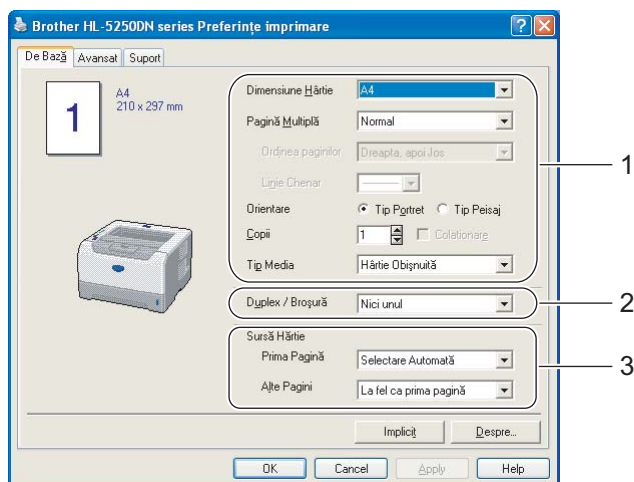 Brother HL-5250DN series Preferințe imprimare
De Bază Avansat Suport
1
A4
210 x 297 mm
Dimensiune Hârtie A4
Pagină Multiplă Normal
Ordinea paginilor Dreapta, apoi Jos
Linie Chenar
Orientare Tip Portret Tip Peisaj
Copii 1 Colationare
Tip Media Hârtie Obişnuită
1
Duplex / Broşură Nici unul
2
Sursă Hârtie
Prima Pagină Selectare Automată
Alte Pagini La fel ca prima pagină
3
Implicit Despre...
OK Cancel Apply Help